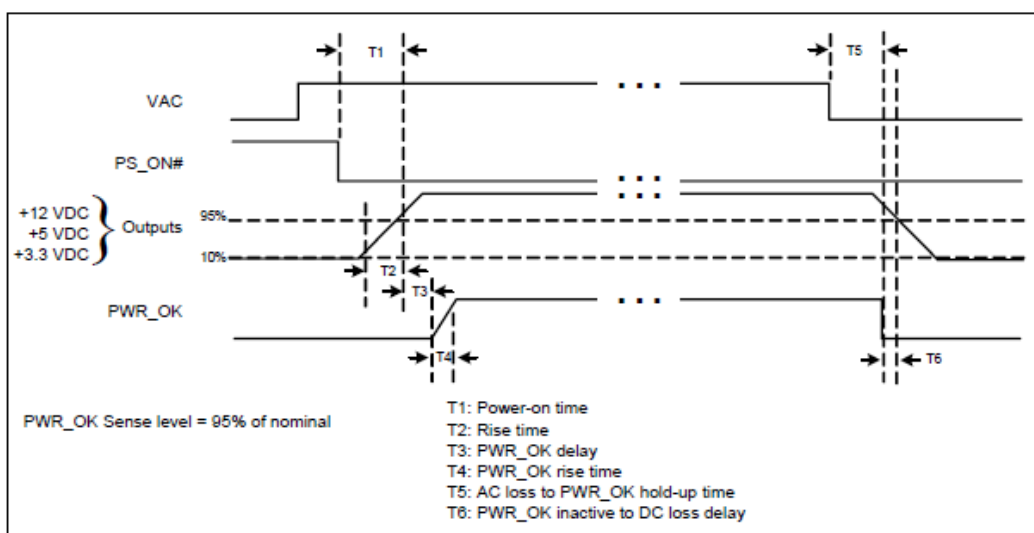 T1
T5
VAC
. . .
PS_ON#
. . .
+12 VDC
+5 VDC
+3.3 VDC
Outputs
. . .
95%
10%
T2
T3
PWR_OK
. . .
T4
T6
PWR_OK Sense level = 95% of nominal
T1: Power-on time
T2: Rise time
T3: PWR_OK delay
T4: PWR_OK rise time
T5: AC loss to PWR_OK hold-up time
T6: PWR_OK inactive to DC loss delay